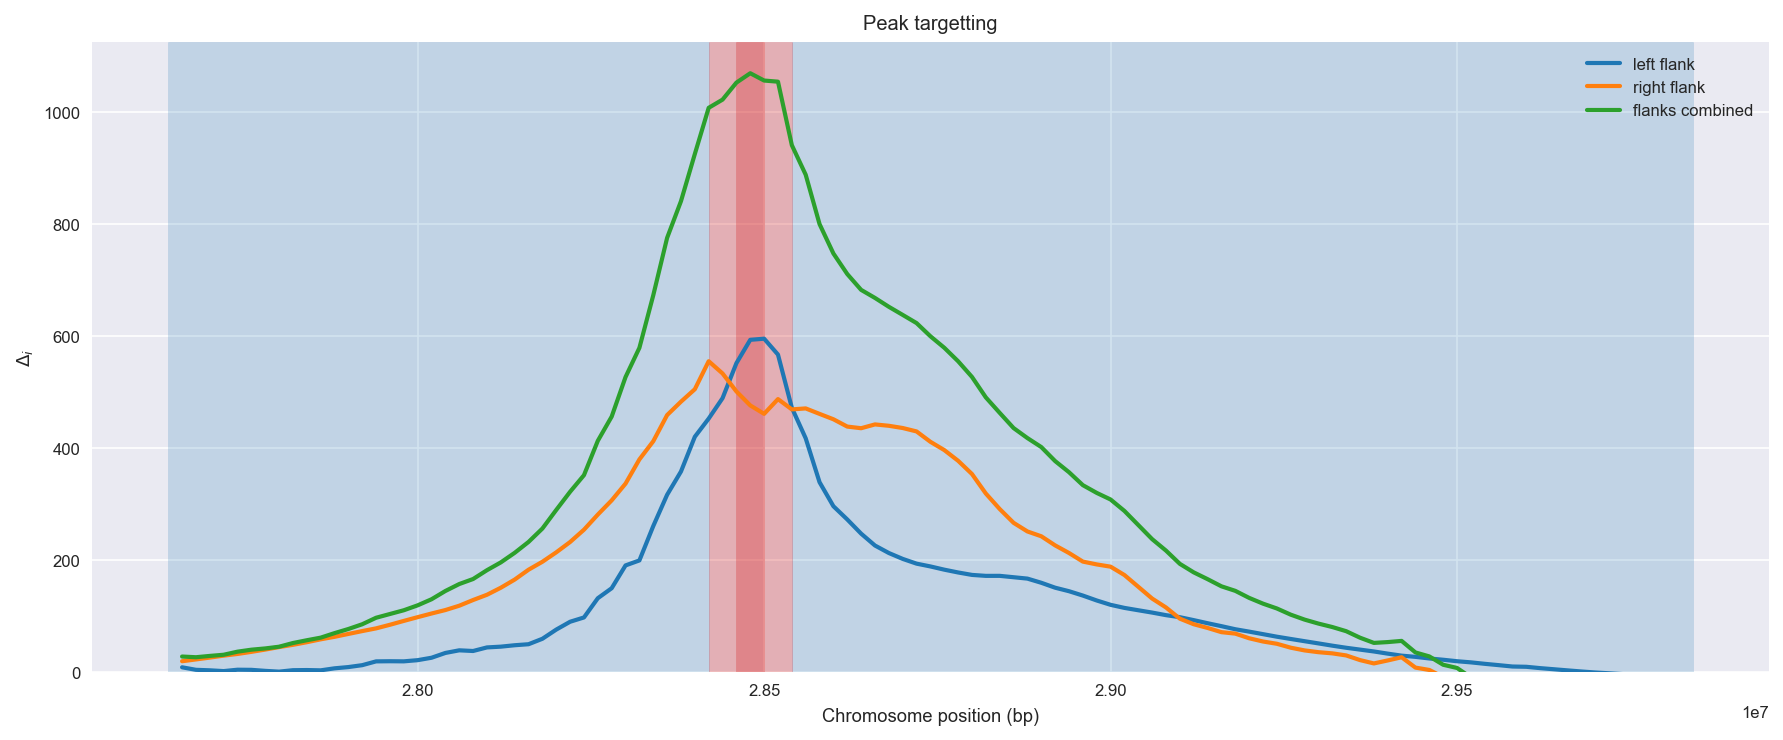 Peak targetting
left flank
right flank
flanks combined
1000
800
600
400
200
0
Δi
2.80
2.85
2.90
2.95
1e7
Chromosome position (bp)